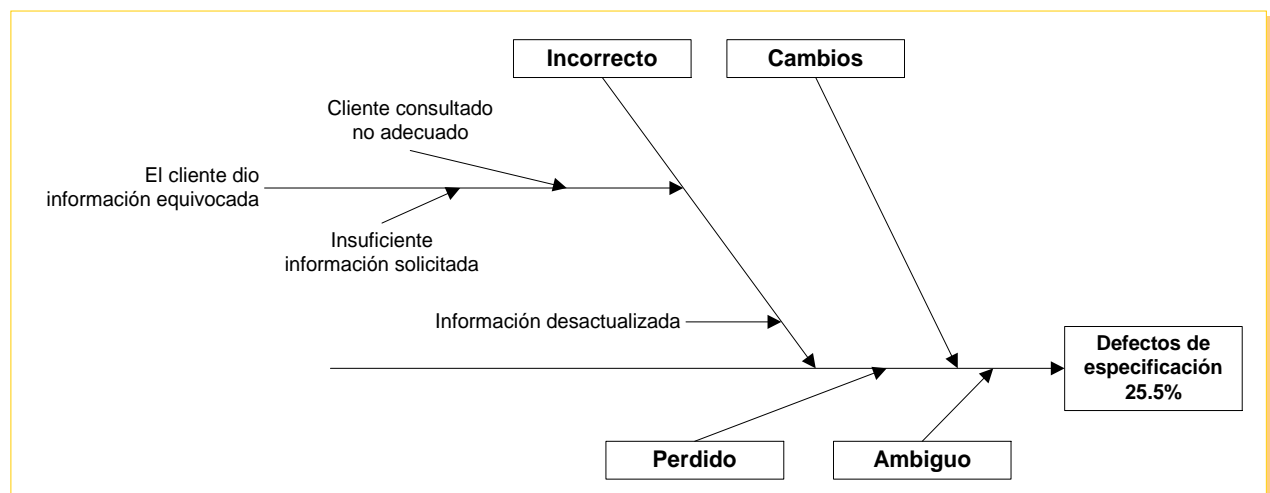 Incorrecto
Cambios
Cliente consultado
no adecuado
El cliente dio
información equivocada
Insuficiente
información solicitada
Información desactualizada
Defectos de
especificación
25.5%
Perdido
Ambiguo